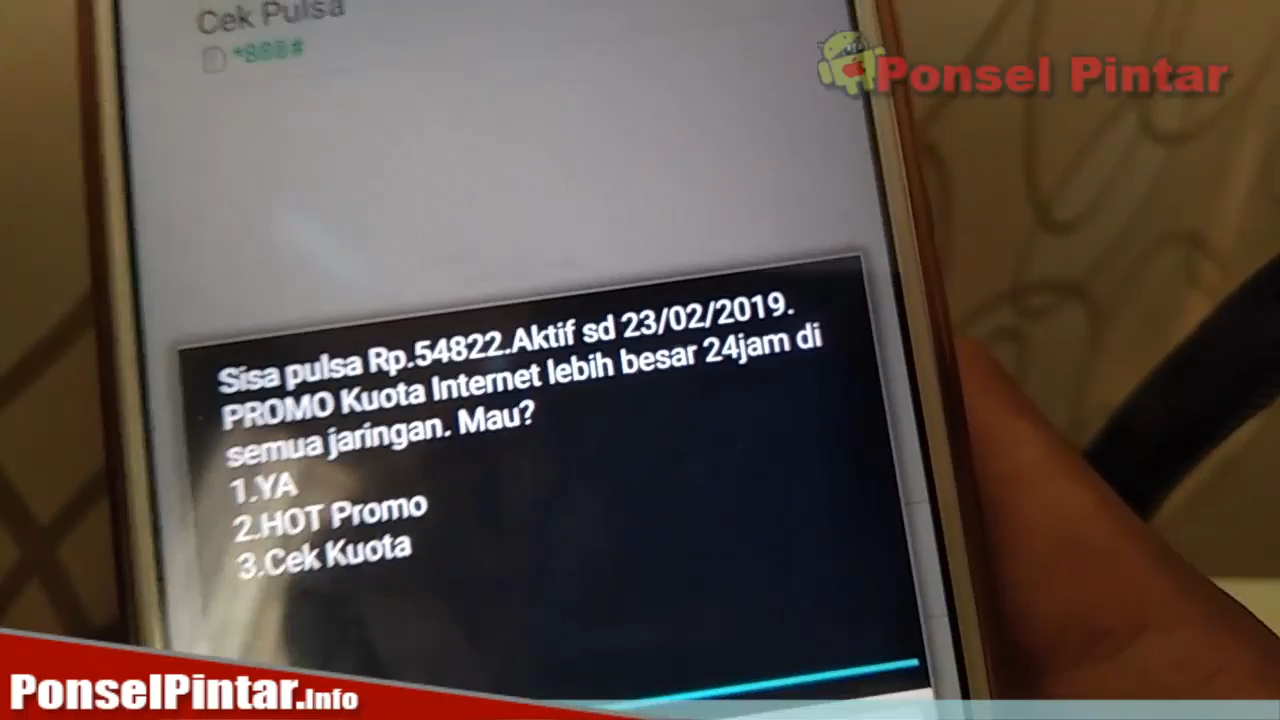 Cek Pulsa
*888#
Ponsel Pintar
Sisa pulsa Rp.54822.Aktif sd 23/02/2019.
PROMO Kuota Internet lebih besar 24jam di
semua jaringan. Mau?
1.YA
2.HOT Promo
3.Cek Kuota
PonselPintar.Info